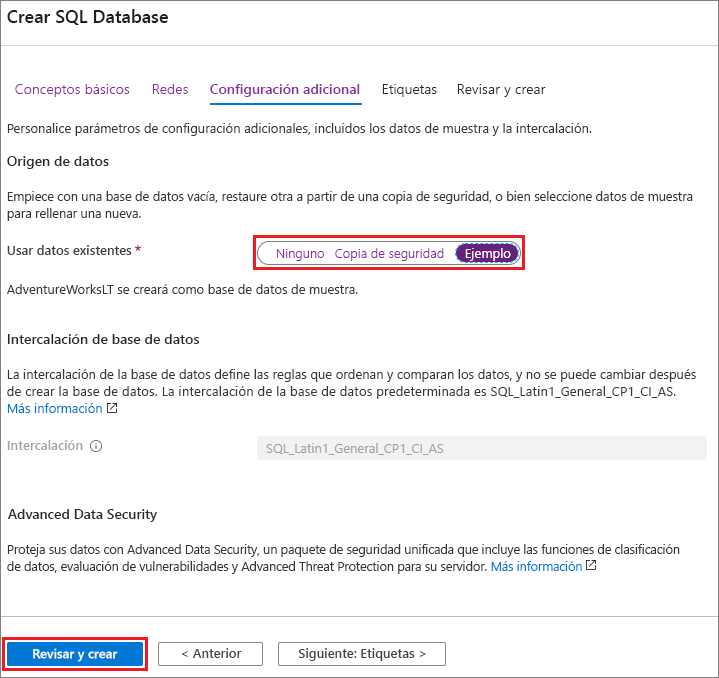 Crear SQL Database
Conceptos básicos Redes Configuración adicional Etiquetas Revisar y crear
Personalice parámetros de configuración adicionales, incluidos los datos de muestra y la intercalación.
Origen de datos
Empiece con una base de datos vacía, restaure otra a partir de una copia de seguridad, o bien seleccione datos de muestra
para rellenar una nueva.
Usar datos existentes * Ninguno Copia de seguridad Ejemplo
AdventureWorksLT se creará como base de datos de muestra.
Intercalación de base de datos
La intercalación de la base de datos define las reglas que ordenan y comparan los datos, y no se puede cambiar después
de crear la base de datos. La intercalación de la base de datos predeterminada es SQL_Latin1_General_CP1_CI_AS.
Más información
Intercalación SQL_Latin1_General_CP1_CI_AS
Advanced Data Security
Proteja sus datos con Advanced Data Security, un paquete de seguridad unificada que incluye las funciones de clasificación
de datos, evaluación de vulnerabilidades y Advanced Threat Protection para su servidor. Más información
Revisar y crear < Anterior Siguiente: Etiquetas >